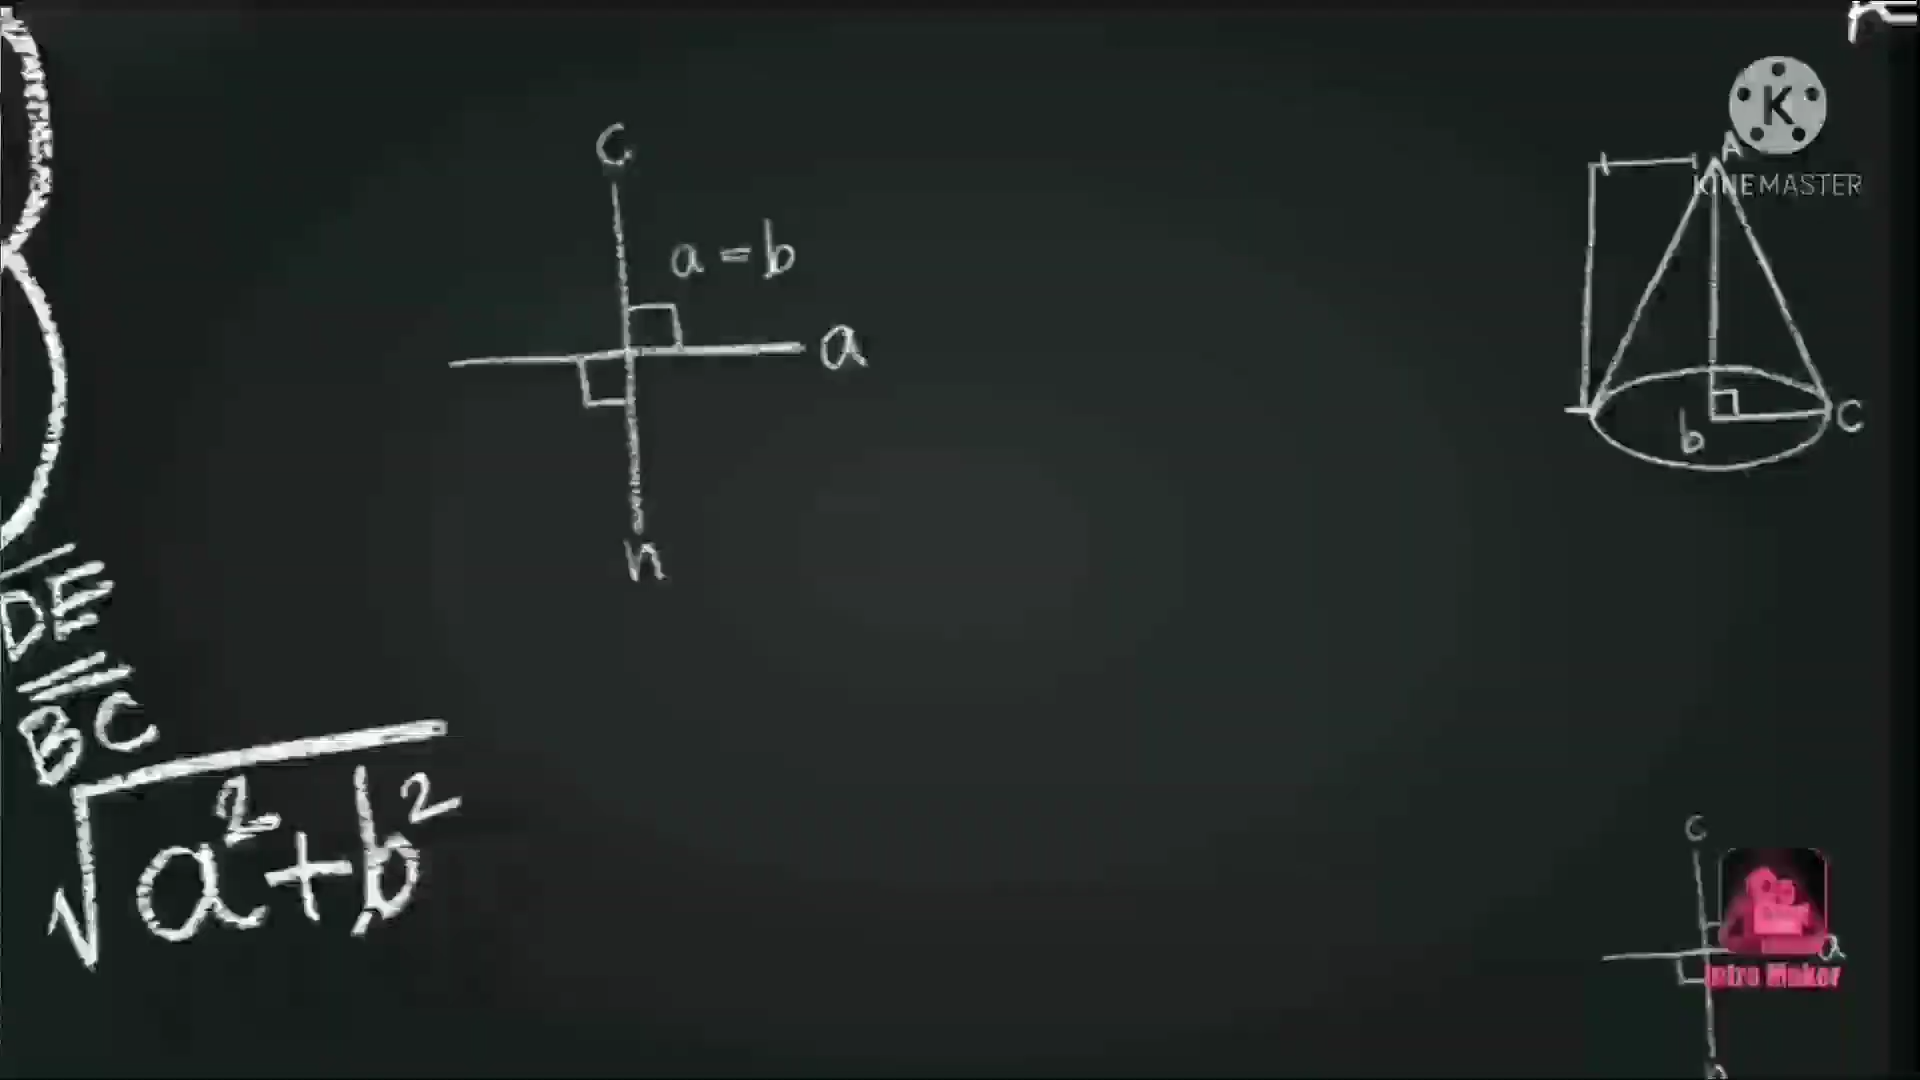 C
a = b
a
n
A
KINEMASTER
b
C
DE
BC
√a²+b²
c
a
Intro Maker
n